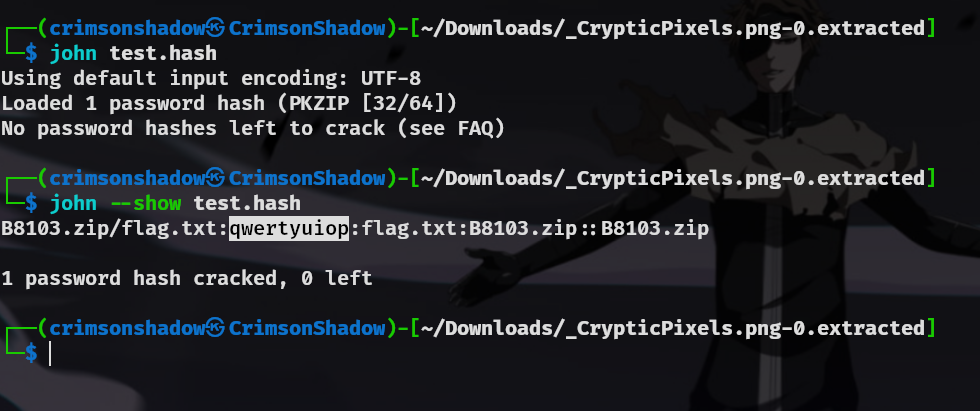 ┌──(crimsonshadow㉿CrimsonShadow)-[~/Downloads/_CrypticPixels.png-0.extracted]
└─$ john test.hash
Using default input encoding: UTF-8
Loaded 1 password hash (PKZIP [32/64])
No password hashes left to crack (see FAQ)
┌──(crimsonshadow㉿CrimsonShadow)-[~/Downloads/_CrypticPixels.png-0.extracted]
└─$ john --show test.hash
B8103.zip/flag.txt:qwertyuiop:flag.txt:B8103.zip::B8103.zip
1 password hash cracked, 0 left
┌──(crimsonshadow㉿CrimsonShadow)-[~/Downloads/_CrypticPixels.png-0.extracted]
└─$